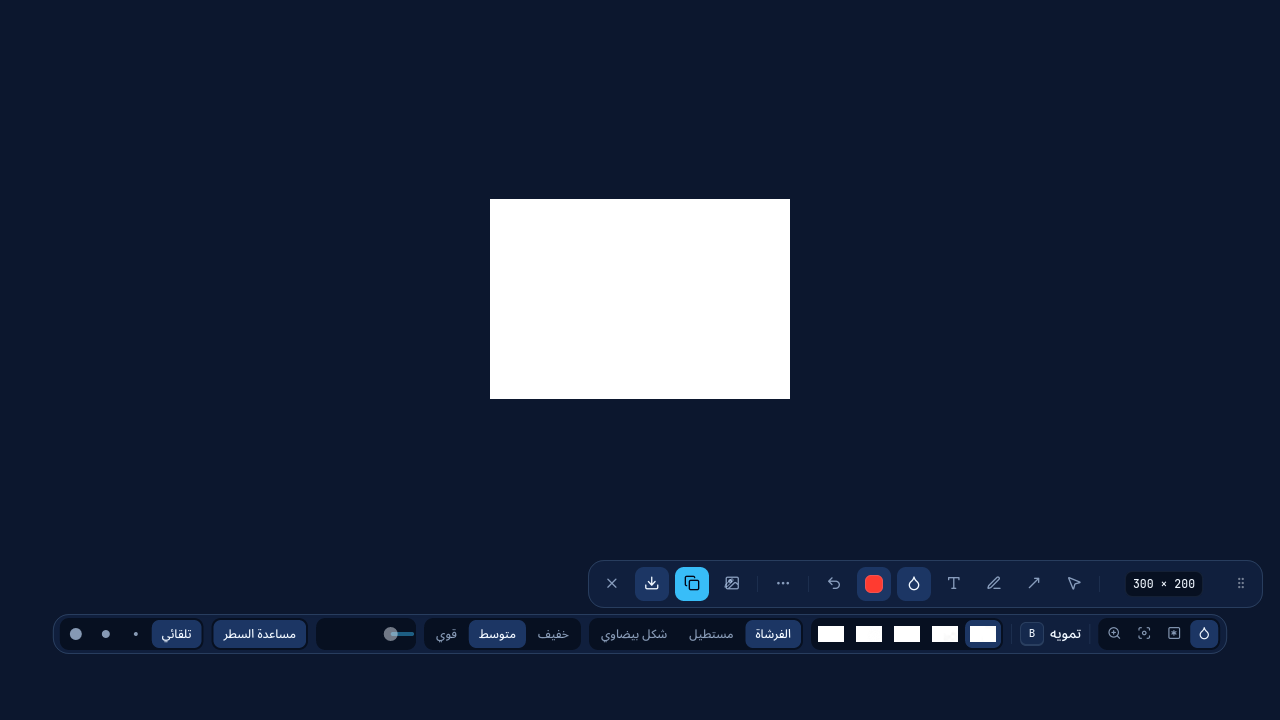 300 × 200
تمويه B
الفرشاة مستطيل شكل بيضاوي
خفيف متوسط قوي
مساعدة السطر
تلقائي